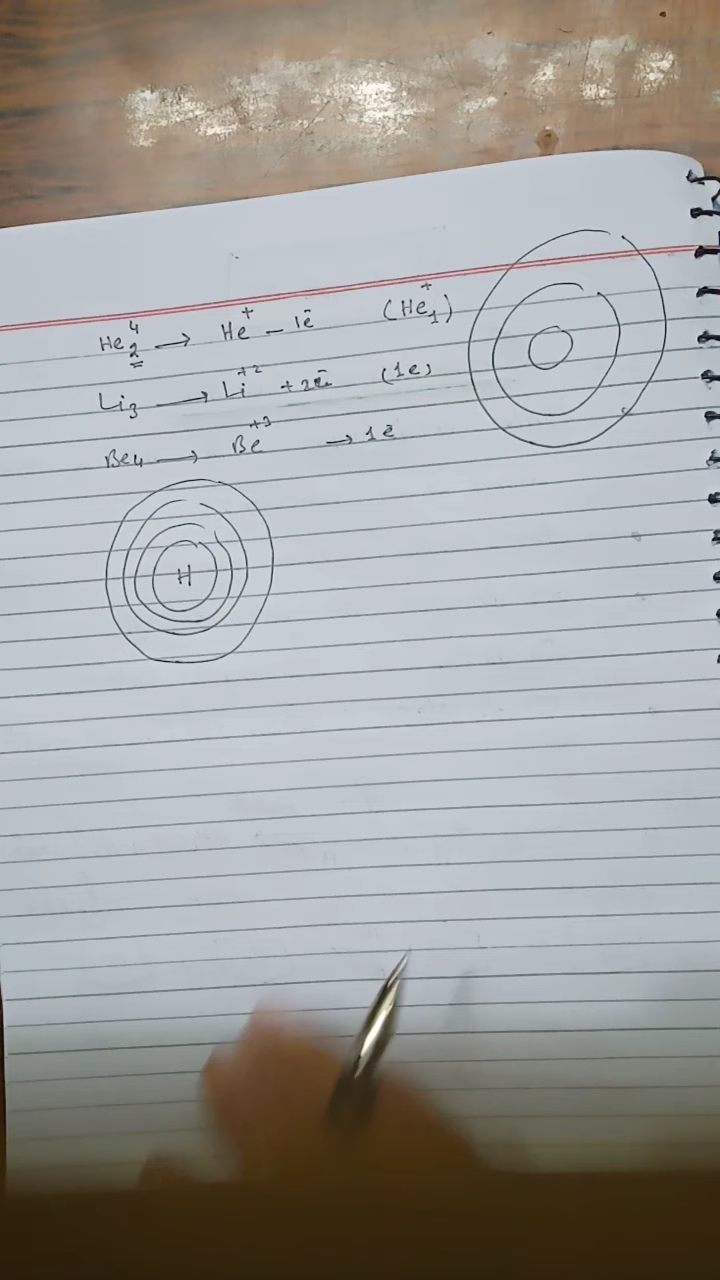 He₂⁴ → He⁺ − 1ē (He₁⁺)
Li₃ → Li⁺² + 2ē (1e)
Be₄ → Be⁺³ → 1ē
H